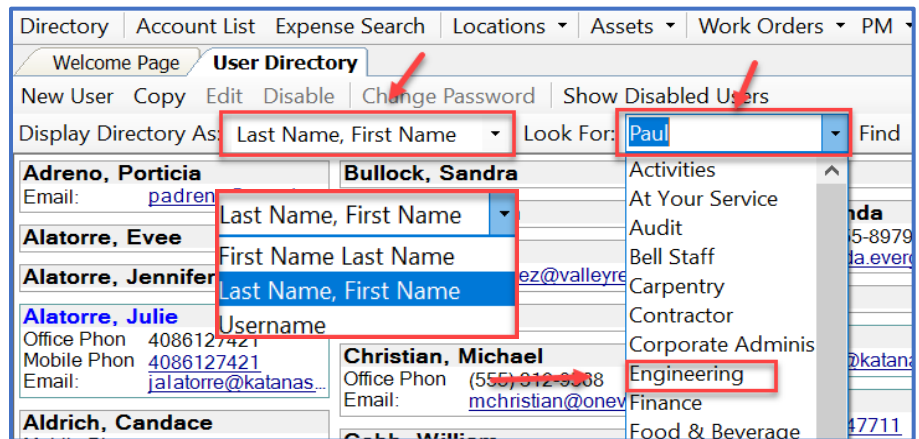 Directory Account List Expense Search Locations Assets Work Orders PM
Welcome Page User Directory
New User Copy Edit Disable Change Password Show Disabled Users
Display Directory As: Last Name, First Name Look For: Paul Find
Adreno, Porticia
Email:
Alatorre, Evee
Alatorre, Jennifer
Alatorre, Julie
Office Phon 4086127421
Mobile Phon 4086127421
Email: jalatorre@katanas...
Aldrich, Candace
Last Name, First Name
First Name Last Name
Last Name, First Name
Username
Bullock, Sandra
Christian, Michael
Office Phon (555)
Email:
Activities
At Your Service
Audit
Bell Staff
Carpentry
Contractor
Corporate Adminis
Engineering
Finance
Food & Beverage
47711